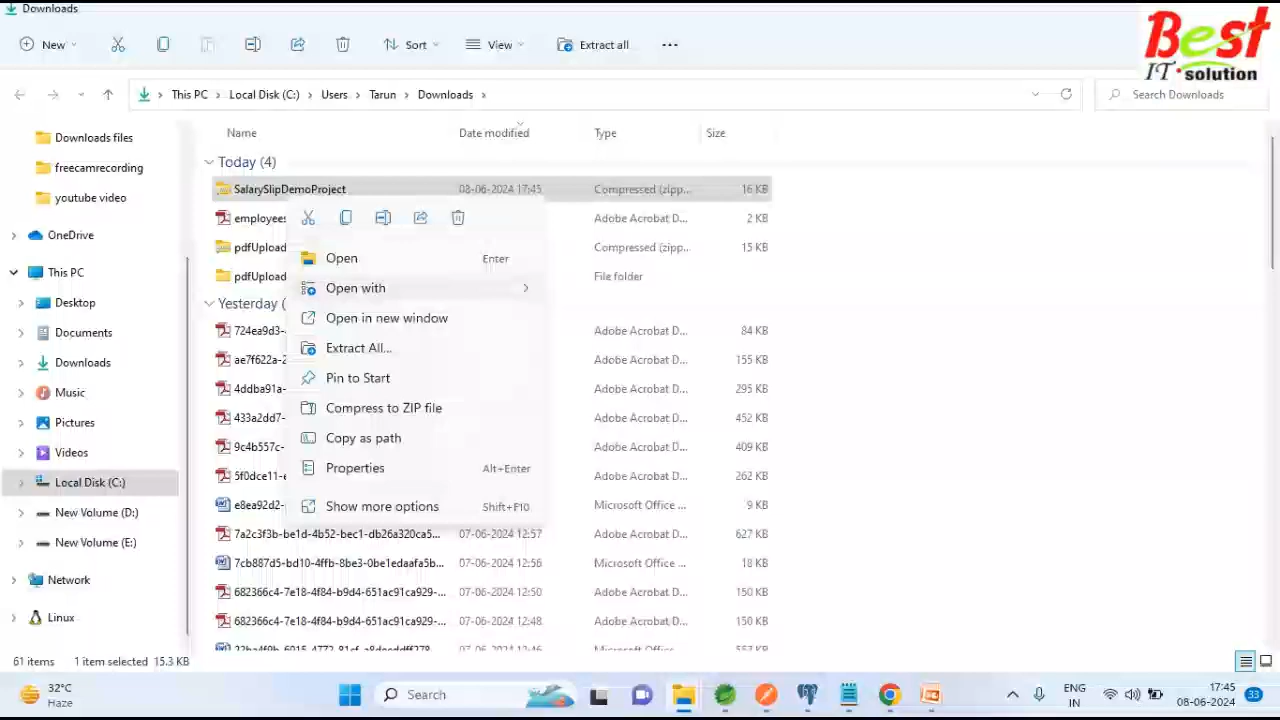 Downloads
New
Sort
View
Extract all
Best
IT solution
This PC > Local Disk (C:) > Users > Tarun > Downloads >
Search Downloads
Name Date modified Type Size
Downloads files
freecamrecording
youtube video
OneDrive
This PC
Desktop
Documents
Downloads
Music
Pictures
Videos
Local Disk (C:)
New Volume (D:)
New Volume (E:)
Network
Linux
Today (4)
SalarySlipDemoProject 08-06-2024 17:45 Compressed (zipp... 16 KB
employees Adobe Acrobat D... 2 KB
pdfUpload Compressed (zipp... 15 KB
pdfUpload File folder
Yesterday (
724ea9d3- Adobe Acrobat D... 84 KB
ae7f622a-2 Adobe Acrobat D... 155 KB
4ddba91a- Adobe Acrobat D... 295 KB
433a2dd7- Adobe Acrobat D... 452 KB
9c4b557c- Adobe Acrobat D... 409 KB
5f0dce11-e Adobe Acrobat D... 262 KB
e8ea92d2- Microsoft Office ... 9 KB
7a2c3f3b-be1d-4b52-bec1-db26a320ca5... 07-06-2024 12:57 Adobe Acrobat D... 627 KB
7cb887d5-bd10-4ffb-8be3-0be1edaafa5b... 07-06-2024 12:56 Microsoft Office ... 18 KB
682366c4-7e18-4f84-b9d4-651ac91ca929-... 07-06-2024 12:50 Adobe Acrobat D... 150 KB
682366c4-7e18-4f84-b9d4-651ac91ca929-... 07-06-2024 12:48 Adobe Acrobat D... 150 KB
Open Enter
Open with
Open in new window
Extract All...
Pin to Start
Compress to ZIP file
Copy as path
Properties Alt+Enter
Show more options Shift+F10
61 items 1 item selected 15.3 KB
32°C
Haze
Search
ENG
IN
17:45
08-06-2024
33